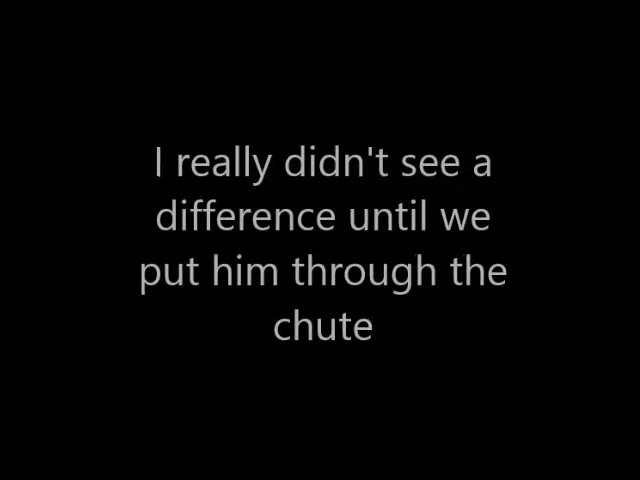 I really didn't see a
difference until we
put him through the
chute